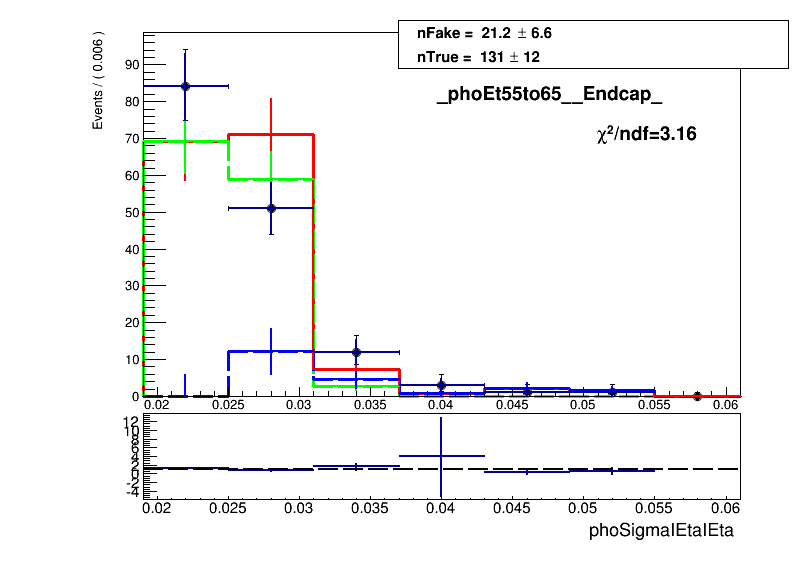 nFake = 21.2 ± 6.6
nTrue = 131 ± 12
_phoEt55to65__Endcap_
χ²/ndf=3.16
Events / ( 0.006 )
90
80
70
60
50
40
30
20
10
0
0.02 0.025 0.03 0.035 0.04 0.045 0.05 0.055 0.06
12
10
8
6
4
2
0
-2
-4
0.02 0.025 0.03 0.035 0.04 0.045 0.05 0.055 0.06
phoSigmaIEtaIEta